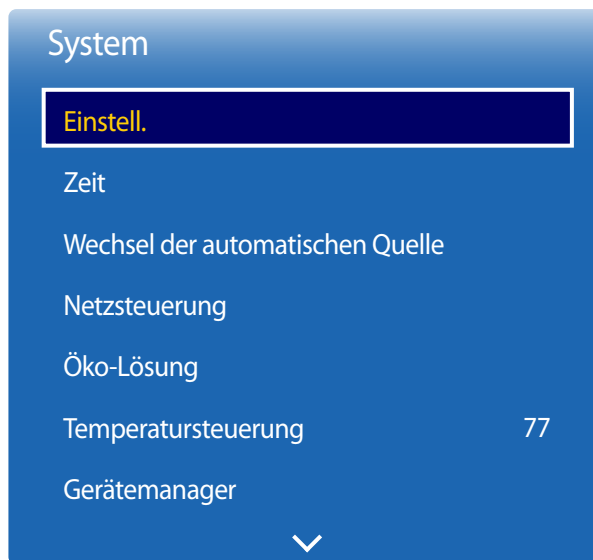 System
Einstell.
Zeit
Wechsel der automatischen Quelle
Netzsteuerung
Öko-Lösung
Temperatursteuerung 77
Gerätemanager